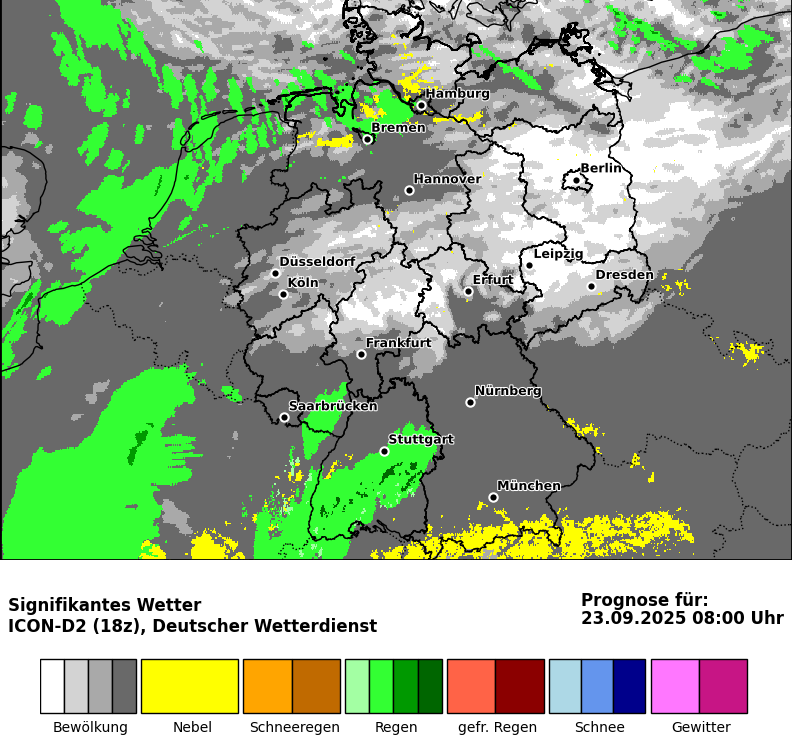 Hamburg
Bremen
Berlin
Hannover
Düsseldorf
Leipzig
Köln
Erfurt
Dresden
Frankfurt
Nürnberg
Saarbrücken
Stuttgart
München
Signifikantes Wetter
ICON-D2 (18z), Deutscher Wetterdienst
Prognose für:
23.09.2025 08:00 Uhr
Bewölkung Nebel Schneeregen Regen gefr. Regen Schnee Gewitter